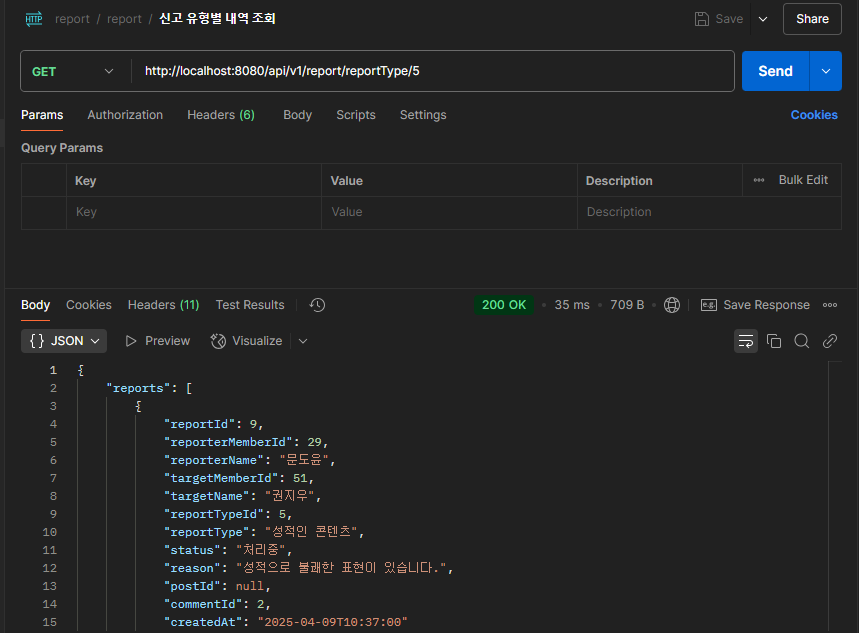 HTTP report / report / 신고 유형별 내역 조회 Save Share
GET http://localhost:8080/api/v1/report/reportType/5 Send
Params Authorization Headers (6) Body Scripts Settings Cookies
Query Params
Key Value Description Bulk Edit
Key Value Description
Body Cookies Headers (11) Test Results 200 OK 35 ms 709 B e.g. Save Response
{} JSON Preview Visualize
1 {
2 "reports": [
3 {
4 "reportId": 9,
5 "reporterMemberId": 29,
6 "reporterName": "문도윤",
7 "targetMemberId": 51,
8 "targetName": "권지우",
9 "reportTypeId": 5,
10 "reportType": "성적인 콘텐츠",
11 "status": "처리중",
12 "reason": "성적으로 불쾌한 표현이 있습니다.",
13 "postId": null,
14 "commentId": 2,
15 "createdAt": "2025-04-09T10:37:00"